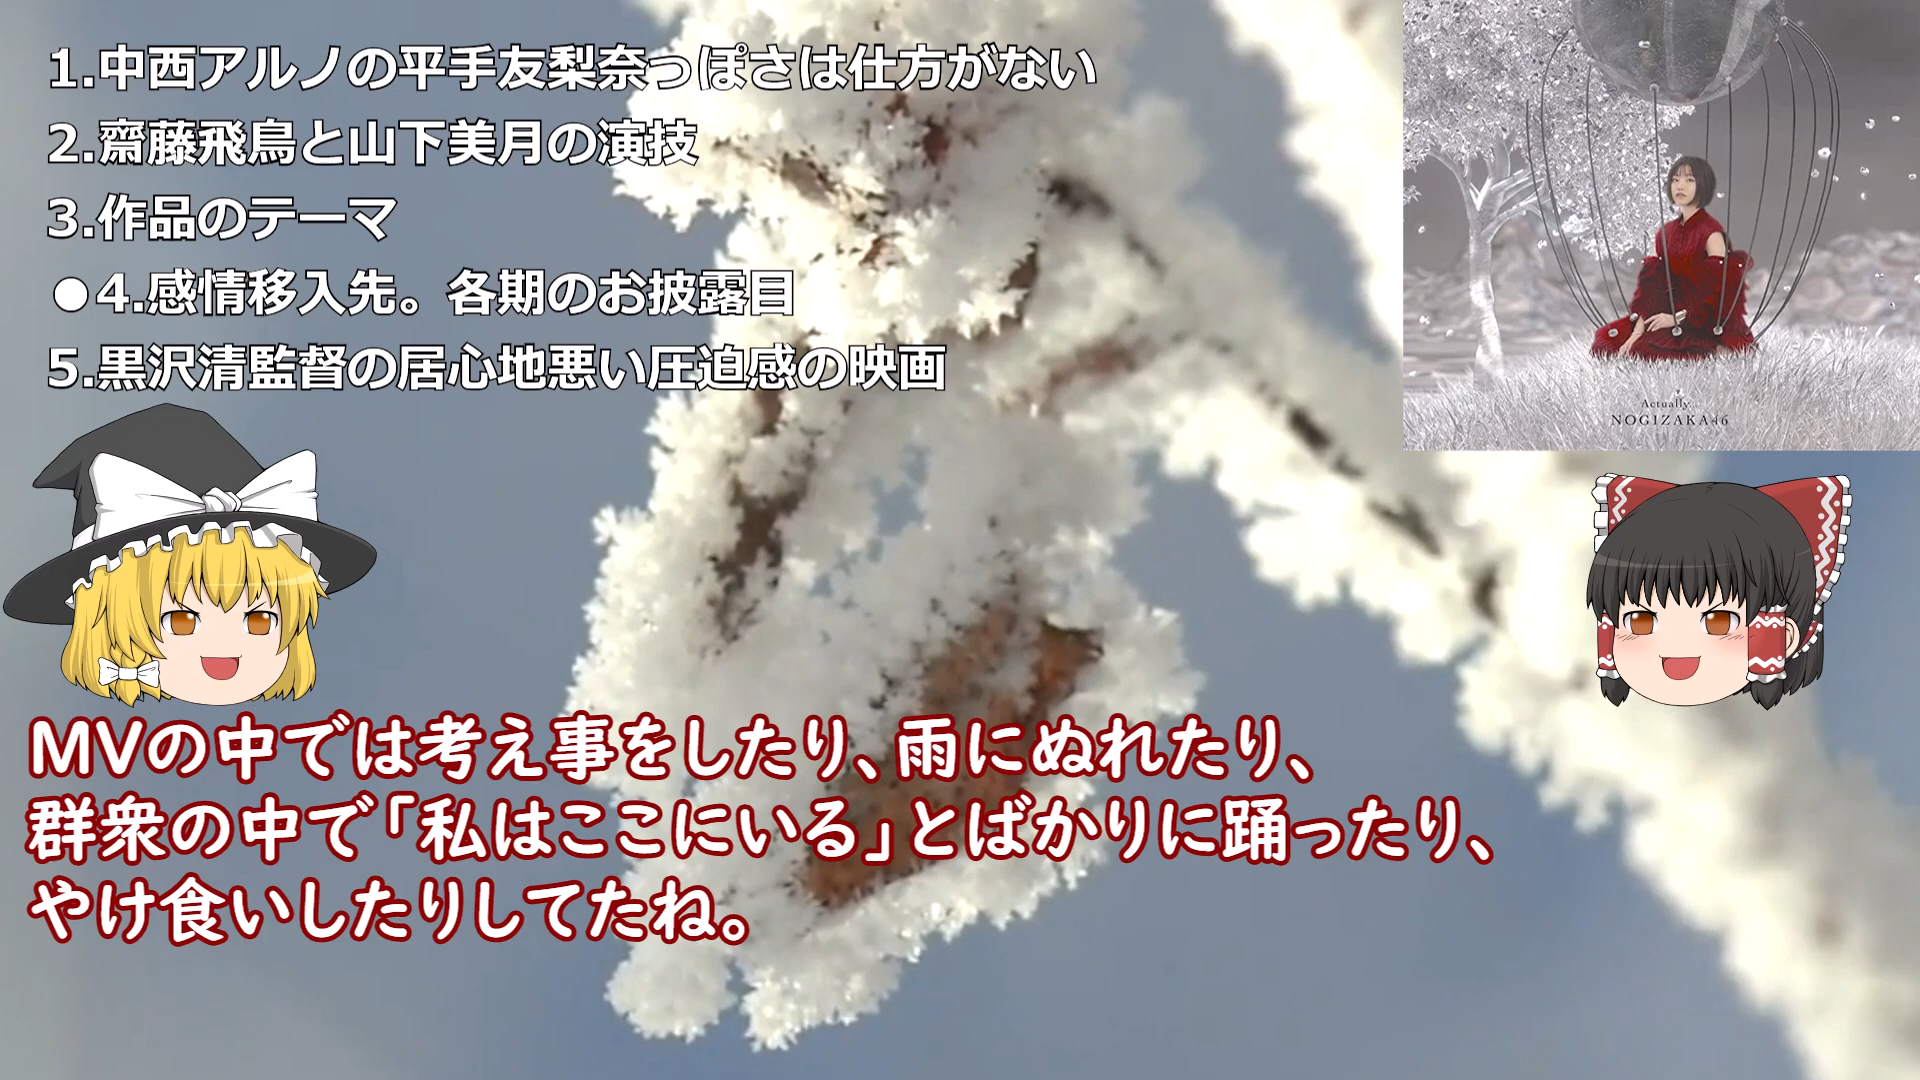 1.中西アルノの平手友梨奈っぽさは仕方がない
2.齋藤飛鳥と山下美月の演技
3.作品のテーマ
●4.感情移入先。各期のお披露目
5.黒沢清監督の居心地悪い圧迫感の映画
Actually...
NOGIZAKA46
MVの中では考え事をしたり、雨にぬれたり、
群衆の中で「私はここにいる」とばかりに踊ったり、
やけ食いしたりしてたね。